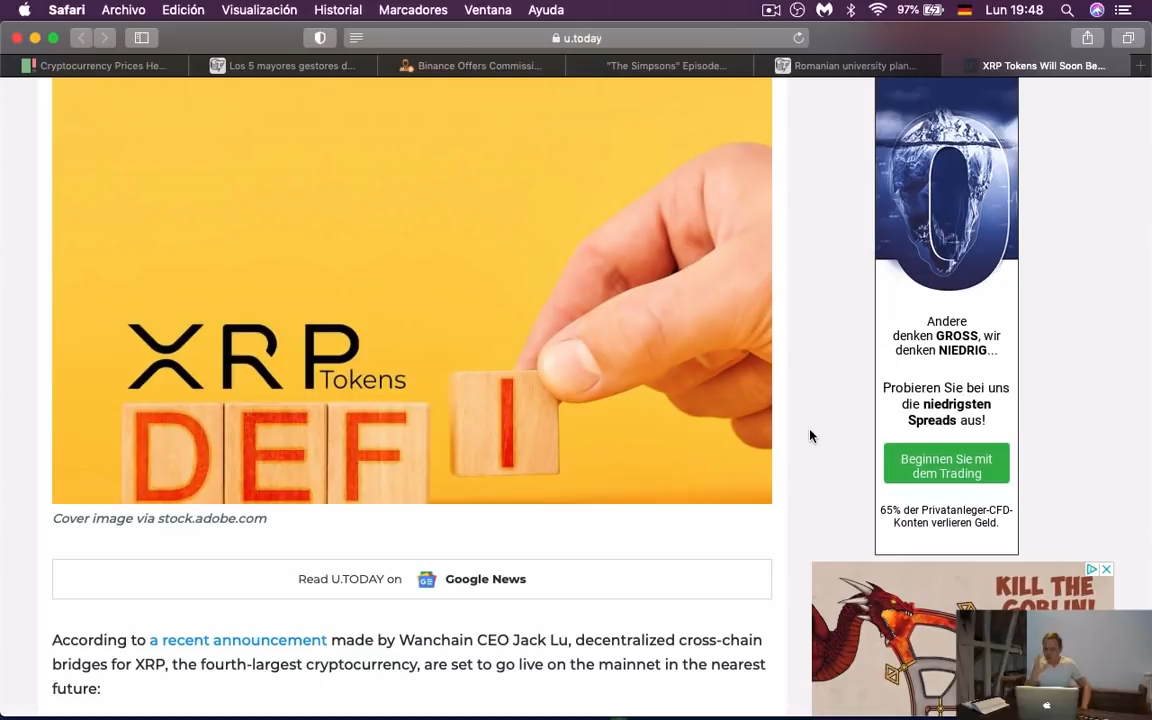 Safari Archivo Edición Visualización Historial Marcadores Ventana Ayuda 97% Lun 19:48
u.today
Cryptocurrency Prices He... Los 5 mayores gestores d... Binance Offers Commissi... "The Simpsons" Episode... Romanian university plan... XRP Tokens Will Soon Be...
XRP
Tokens
DEFI
Cover image via stock.adobe.com
Read U.TODAY on Google News
According to a recent announcement made by Wanchain CEO Jack Lu, decentralized cross-chain
bridges for XRP, the fourth-largest cryptocurrency, are set to go live on the mainnet in the nearest
future:
Andere
denken GROSS, wir
denken NIEDRIG...
Probieren Sie bei uns
die niedrigsten
Spreads aus!
Beginnen Sie mit
dem Trading
65% der Privatanleger-CFD-
Konten verlieren Geld.
KILL THE
GOBLIN!